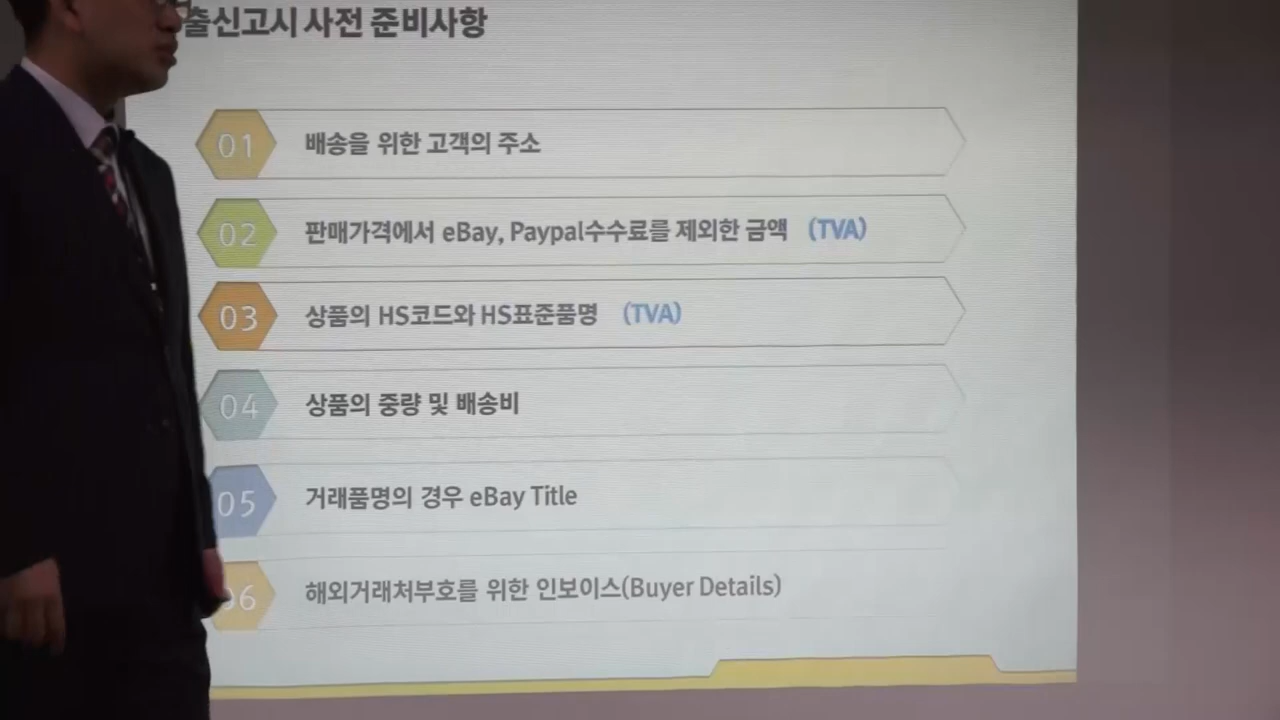 출신고시 사전 준비사항
01 배송을 위한 고객의 주소
02 판매가격에서 eBay, Paypal수수료를 제외한 금액 (TVA)
03 상품의 HS코드와 HS표준품명 (TVA)
04 상품의 중량 및 배송비
05 거래품명의 경우 eBay Title
06 해외거래처부호를 위한 인보이스(Buyer Details)